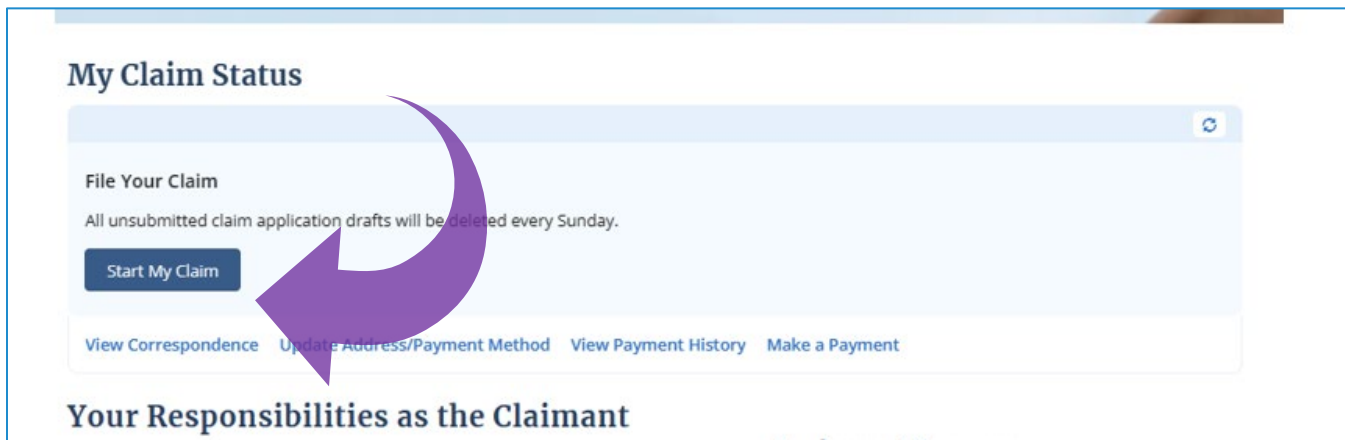 My Claim Status
File Your Claim
All unsubmitted claim application drafts will be deleted every Sunday.
Start My Claim
View Correspondence Update Address/Payment Method View Payment History Make a Payment
Your Responsibilities as the Claimant